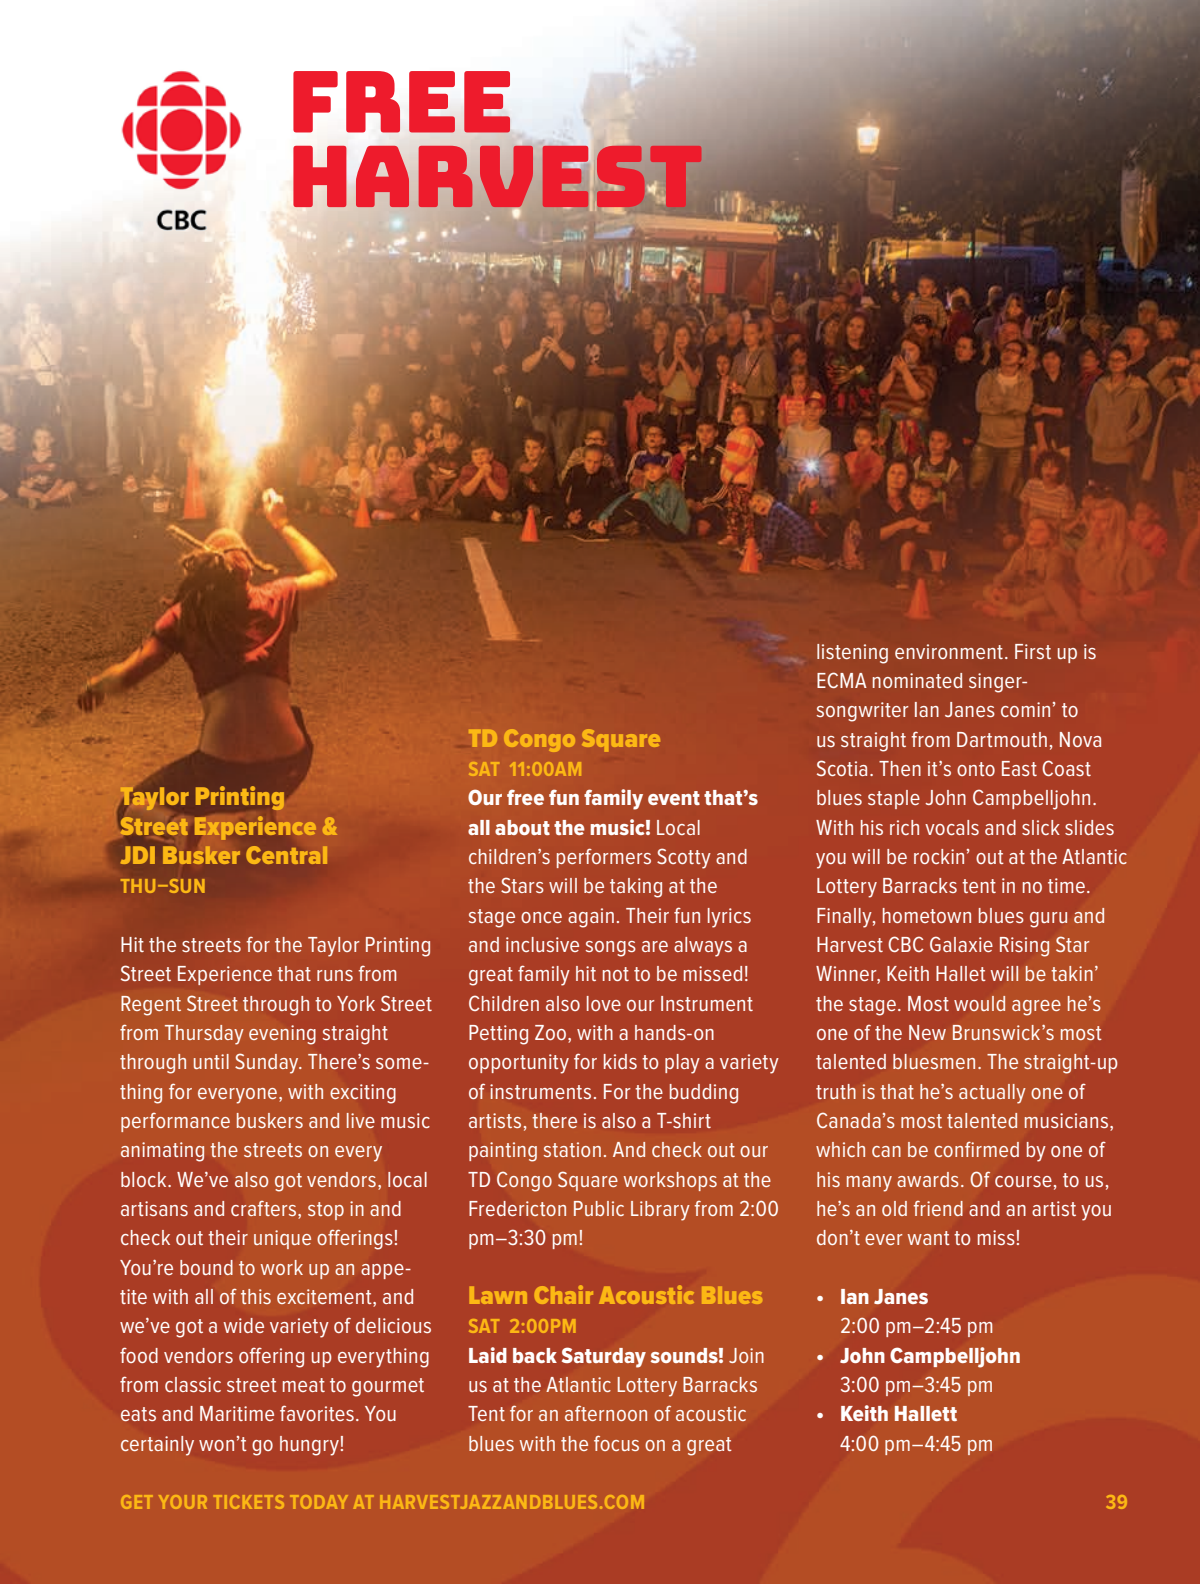 CBC
FREE
HARVEST
Taylor Printing
Street Experience &
JDI Busker Central
THU–SUN
Hit the streets for the Taylor Printing
Street Experience that runs from
Regent Street through to York Street
from Thursday evening straight
through until Sunday. There's some-
thing for everyone, with exciting
performance buskers and live music
animating the streets on every
block. We've also got vendors, local
artisans and crafters, stop in and
check out their unique offerings!
You're bound to work up an appe-
tite with all of this excitement, and
we've got a wide variety of delicious
food vendors offering up everything
from classic street meat to gourmet
eats and Maritime favorites. You
certainly won't go hungry!
TD Congo Square
SAT 11:00AM
Our free fun family event that's
all about the music! Local
children's performers Scotty and
the Stars will be taking at the
stage once again. Their fun lyrics
and inclusive songs are always a
great family hit not to be missed!
Children also love our Instrument
Petting Zoo, with a hands-on
opportunity for kids to play a variety
of instruments. For the budding
artists, there is also a T-shirt
painting station. And check out our
TD Congo Square workshops at the
Fredericton Public Library from 2:00
pm–3:30 pm!
Lawn Chair Acoustic Blues
SAT 2:00PM
Laid back Saturday sounds! Join
us at the Atlantic Lottery Barracks
Tent for an afternoon of acoustic
blues with the focus on a great
listening environment. First up is
ECMA nominated singer-
songwriter Ian Janes comin' to
us straight from Dartmouth, Nova
Scotia. Then it's onto East Coast
blues staple John Campbelljohn.
With his rich vocals and slick slides
you will be rockin' out at the Atlantic
Lottery Barracks tent in no time.
Finally, hometown blues guru and
Harvest CBC Galaxie Rising Star
Winner, Keith Hallet will be takin'
the stage. Most would agree he's
one of the New Brunswick's most
talented bluesmen. The straight-up
truth is that he's actually one of
Canada's most talented musicians,
which can be confirmed by one of
his many awards. Of course, to us,
he's an old friend and an artist you
don't ever want to miss!
• Ian Janes
2:00 pm–2:45 pm
• John Campbelljohn
3:00 pm–3:45 pm
• Keith Hallett
4:00 pm–4:45 pm
GET YOUR TICKETS TODAY AT HARVESTJAZZANDBLUES.COM
39